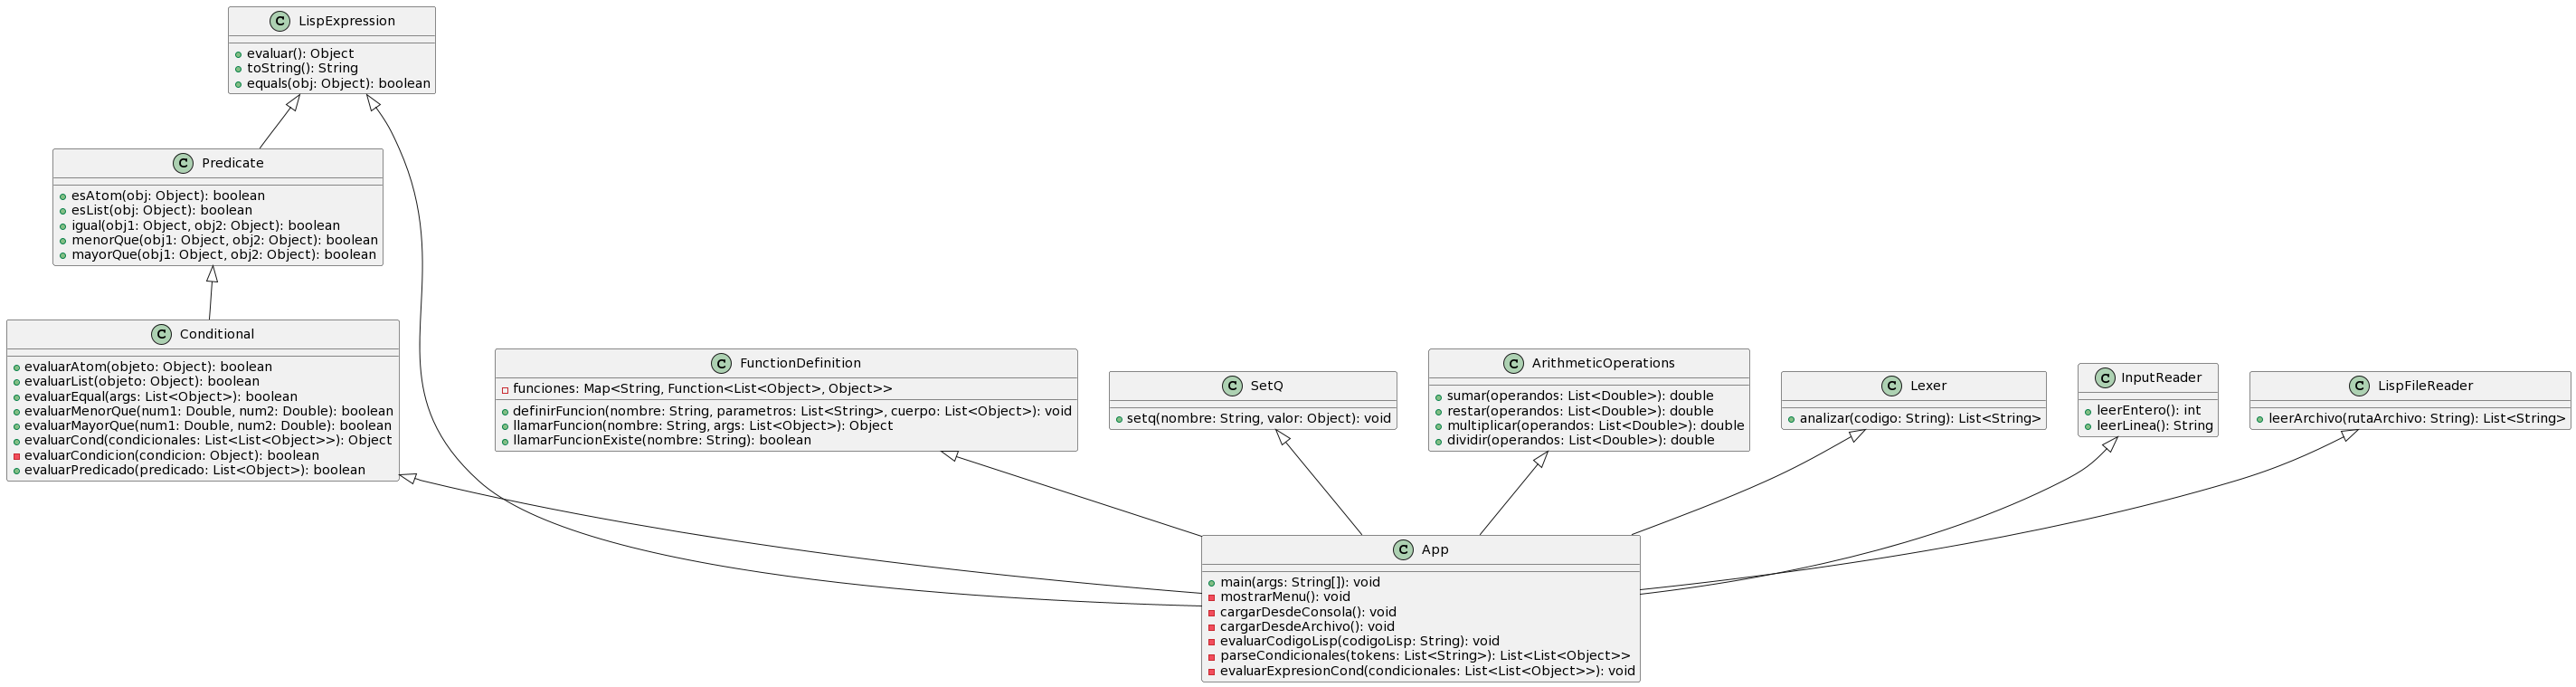 LispExpression
evaluar(): Object
toString(): String
equals(obj: Object): boolean
Predicate
esAtom(obj: Object): boolean
esList(obj: Object): boolean
igual(obj1: Object, obj2: Object): boolean
menorQue(obj1: Object, obj2: Object): boolean
mayorQue(obj1: Object, obj2: Object): boolean
Conditional
evaluarAtom(objeto: Object): boolean
evaluarList(objeto: Object): boolean
evaluarEqual(args: List<Object>): boolean
evaluarMenorQue(num1: Double, num2: Double): boolean
evaluarMayorQue(num1: Double, num2: Double): boolean
evaluarCond(condicionales: List<List<Object>>): Object
evaluarCondicion(condicion: Object): boolean
evaluarPredicado(predicado: List<Object>): boolean
FunctionDefinition
funciones: Map<String, Function<List<Object>, Object>>
definirFuncion(nombre: String, parametros: List<String>, cuerpo: List<Object>): void
llamarFuncion(nombre: String, args: List<Object>): Object
llamarFuncionExiste(nombre: String): boolean
SetQ
setq(nombre: String, valor: Object): void
ArithmeticOperations
sumar(operandos: List<Double>): double
restar(operandos: List<Double>): double
multiplicar(operandos: List<Double>): double
dividir(operandos: List<Double>): double
Lexer
analizar(codigo: String): List<String>
InputReader
leerEntero(): int
leerLinea(): String
LispFileReader
leerArchivo(rutaArchivo: String): List<String>
App
main(args: String[]): void
mostrarMenu(): void
cargarDesdeConsola(): void
cargarDesdeArchivo(): void
evaluarCodigoLisp(codigoLisp: String): void
parseCondicionales(tokens: List<String>): List<List<Object>>
evaluarExpresionCond(condicionales: List<List<Object>>): void